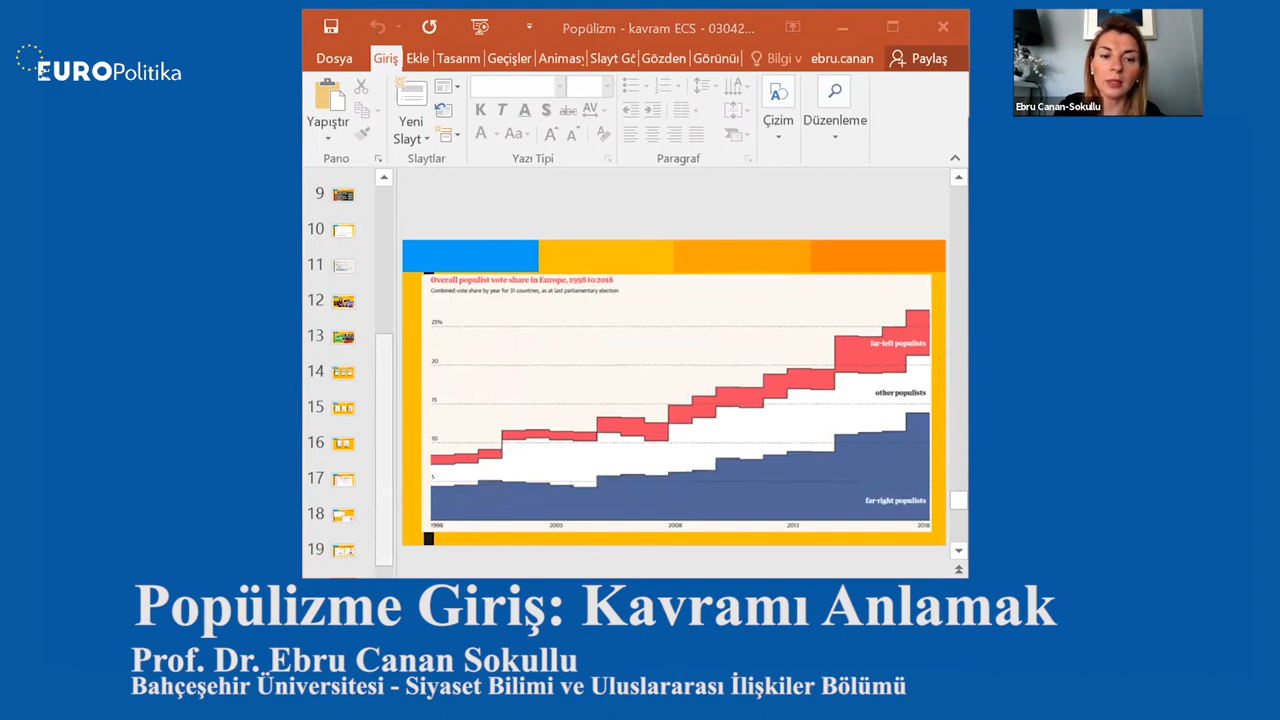 EUROPolitika
Popülizm - kavram ECS - 03042...
Dosya Giriş Ekle Tasarım Geçişler Animasy Slayt Gö Gözden Görünü Bilgi v ebru.canan Paylaş
Yapıştır
Yeni
Slayt
K T A S abc AV
A Aa A A
Çizim
Düzenleme
Pano Slaytlar Yazı Tipi Paragraf
9
10
11
12
13
14
15
16
17
18
19
Overall populist vote share in Europe, 1998 to 2018
Combined vote share by year for 31 countries, as at last parliamentary election
25%
20
15
10
5
far-left populists
other populists
far-right populists
1998 2003 2008 2013 2018
Ebru Canan-Sokullu
Popülizme Giriş: Kavramı Anlamak
Prof. Dr. Ebru Canan Sokullu
Bahçeşehir Üniversitesi - Siyaset Bilimi ve Uluslararası İlişkiler Bölümü